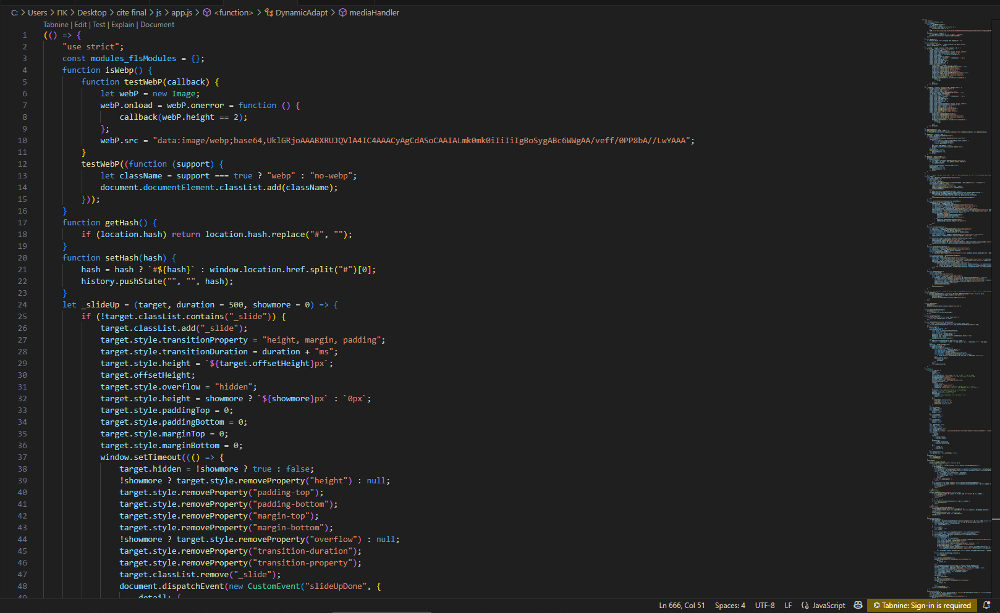 C: > Users > ПК > Desktop > cite final > js > app.js > <function> > DynamicAdapt > mediaHandler
Tabnine | Edit | Test | Explain | Document
1 (() => {
2 "use strict";
3 const modules_flsModules = {};
4 function isWebp() {
5 function testWebP(callback) {
6 let webP = new Image;
7 webP.onload = webP.onerror = function () {
8 callback(webP.height == 2);
9 };
10 webP.src = "data:image/webp;base64,UklGRjoAAABXRUJQVlA4IC4AAACyAgCdASoCAAIALmk0mk0iIiIiIgBoSygABc6WWgAA/veff/0PP8bA//LwYAAA";
11 }
12 testWebP((function (support) {
13 let className = support === true ? "webp" : "no-webp";
14 document.documentElement.classList.add(className);
15 }));
16 }
17 function getHash() {
18 if (location.hash) return location.hash.replace("#", "");
19 }
20 function setHash(hash) {
21 hash = hash ? `#${hash}` : window.location.href.split("#")[0];
22 history.pushState("", "", hash);
23 }
24 let _slideUp = (target, duration = 500, showmore = 0) => {
25 if (!target.classList.contains("_slide")) {
26 target.classList.add("_slide");
27 target.style.transitionProperty = "height, margin, padding";
28 target.style.transitionDuration = duration + "ms";
29 target.style.height = `${target.offsetHeight}px`;
30 target.offsetHeight;
31 target.style.overflow = "hidden";
32 target.style.height = showmore ? `${showmore}px` : `0px`;
33 target.style.paddingTop = 0;
34 target.style.paddingBottom = 0;
35 target.style.marginTop = 0;
36 target.style.marginBottom = 0;
37 window.setTimeout((() => {
38 target.hidden = !showmore ? true : false;
39 !showmore ? target.style.removeProperty("height") : null;
40 target.style.removeProperty("padding-top");
41 target.style.removeProperty("padding-bottom");
42 target.style.removeProperty("margin-top");
43 target.style.removeProperty("margin-bottom");
44 !showmore ? target.style.removeProperty("overflow") : null;
45 target.style.removeProperty("transition-duration");
46 target.style.removeProperty("transition-property");
47 target.classList.remove("_slide");
48 document.dispatchEvent(new CustomEvent("slideUpDone", {
49 detail: {
Ln 666, Col 51 Spaces: 4 UTF-8 LF JavaScript Tabnine: Sign-in is required